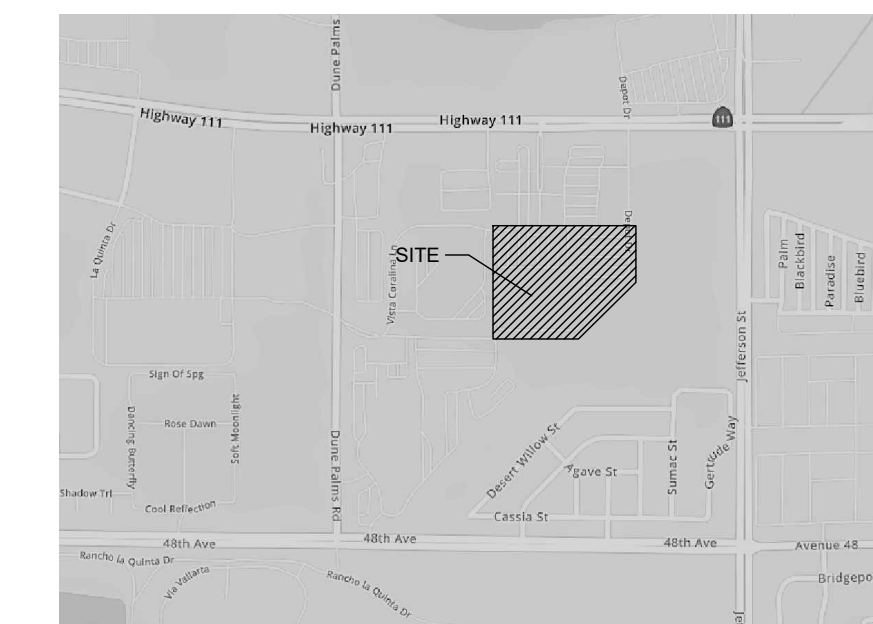 Dune Palms
Depot Dr
Highway 111
Highway 111
Highway 111
111
La Quinta Dr
Vista Coralina Ln
SITE
Palm
Blackbird
Paradise
Bluebird
Jefferson St
Sign Of Spg
Dancing Butterfly
Rose Dawn
Soft Moonlight
Dune Palms Rd
Desert Willow St
Agave St
Sumac St
Way
Shadow Trl
Cool Reflection
Cassia St
48th Ave
48th Ave
48th Ave
Avenue 48
Rancho la Quinta Dr
Via Vallarta
Rancho la Quinta Dr
Bridgepo
Je